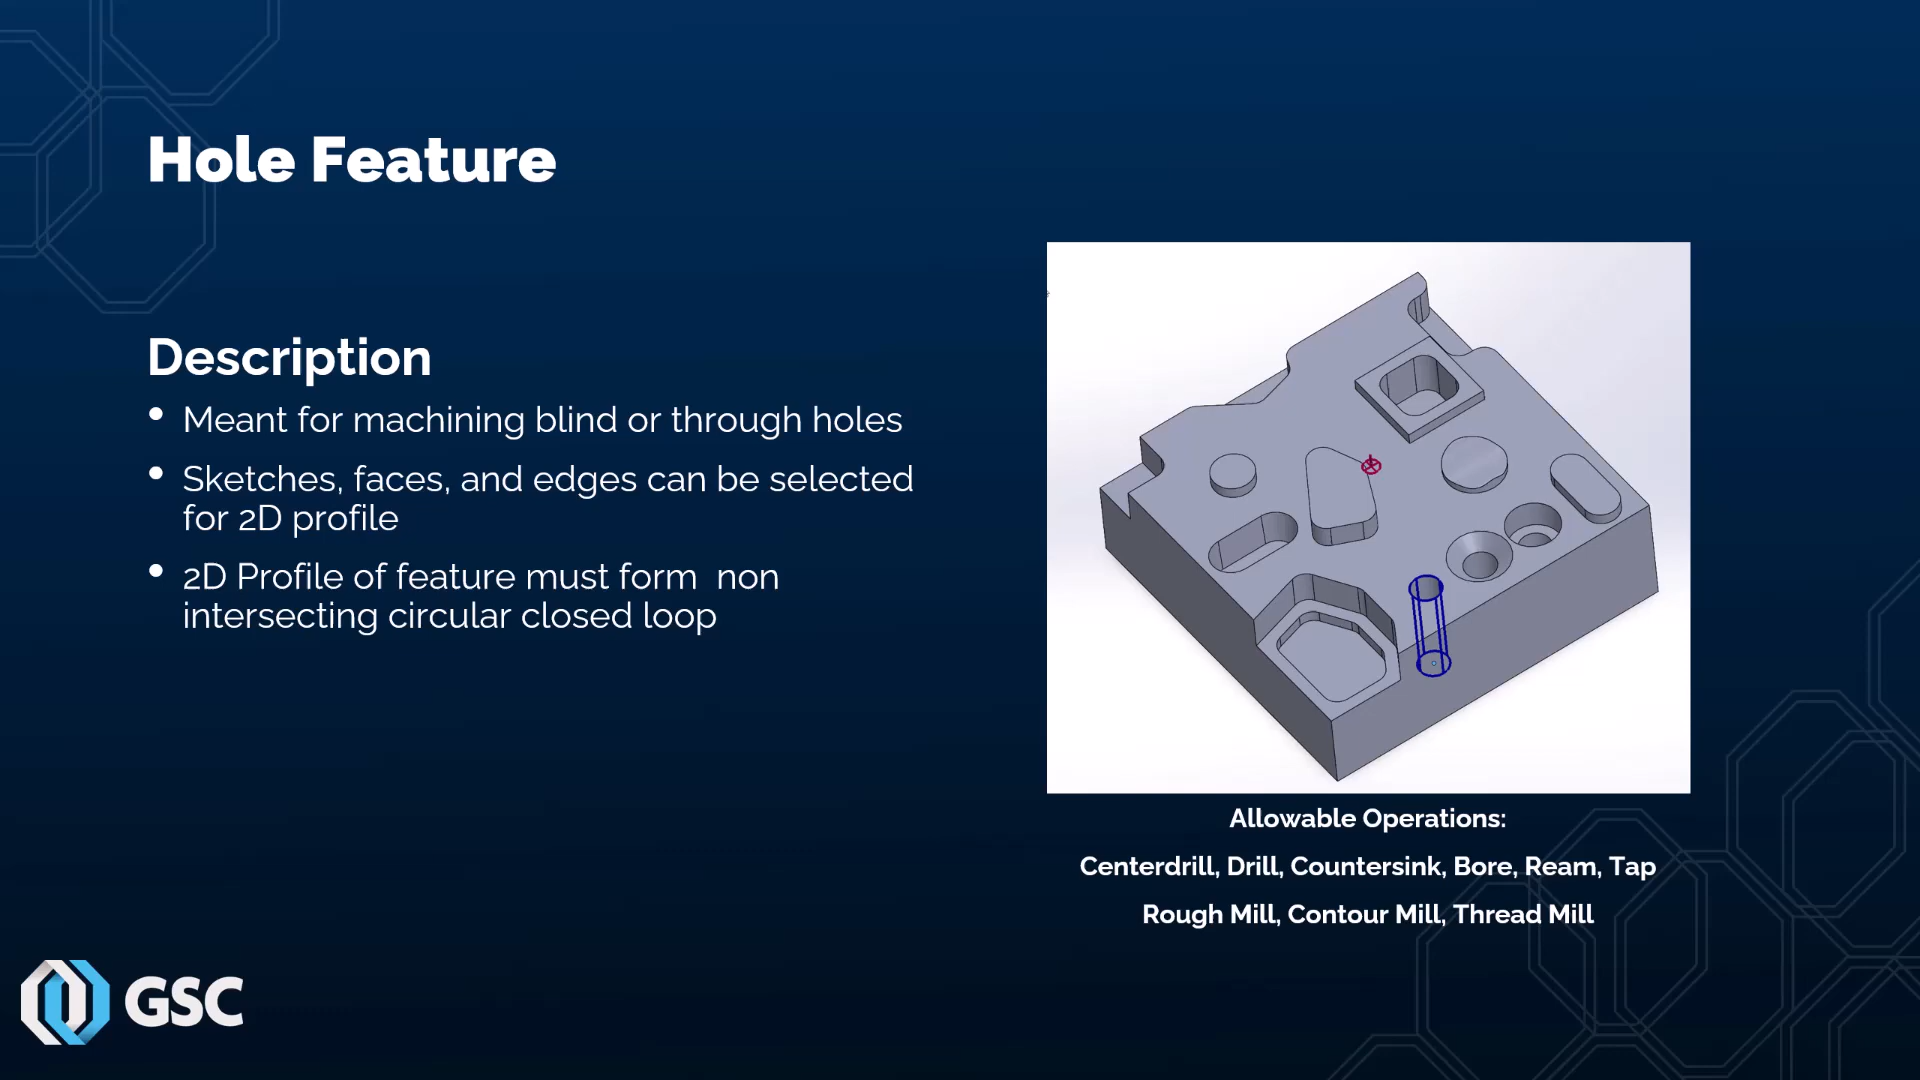 Hole Feature
Description
• Meant for machining blind or through holes
• Sketches, faces, and edges can be selected
for 2D profile
• 2D Profile of feature must form  non
intersecting circular closed loop
Allowable Operations:
Centerdrill, Drill, Countersink, Bore, Ream, Tap
Rough Mill, Contour Mill, Thread Mill
GSC